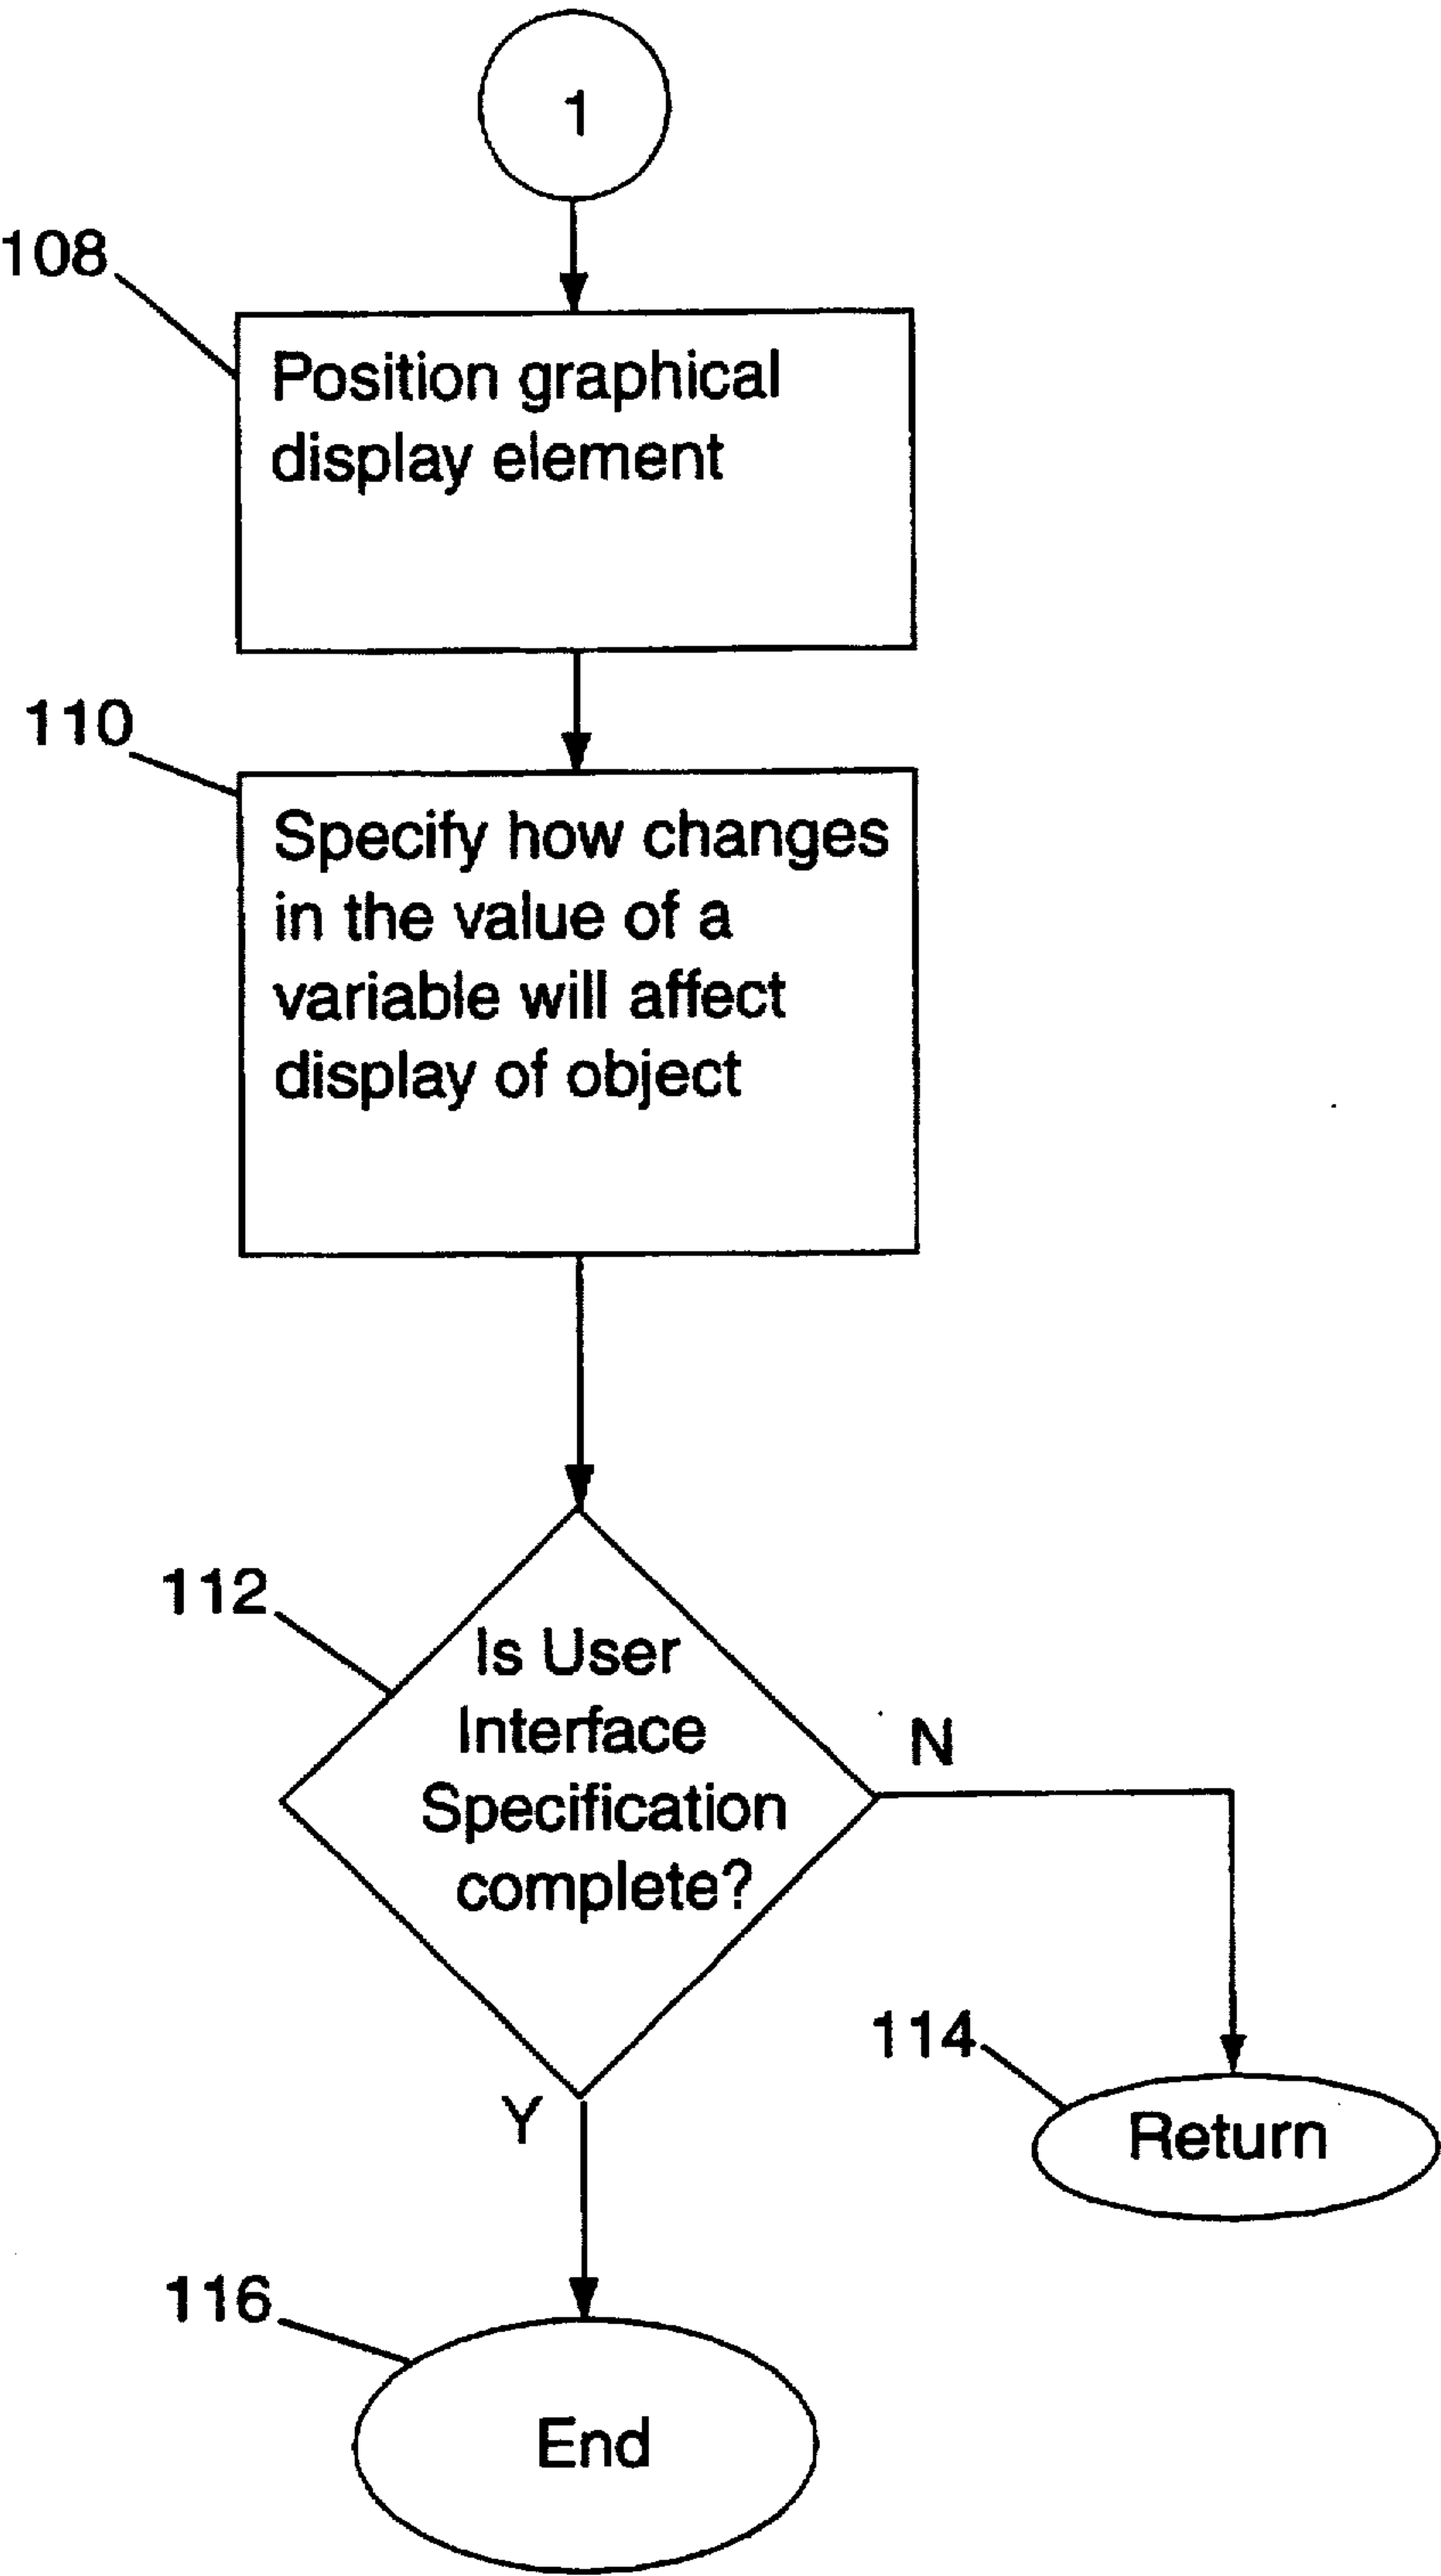 1
108
Position graphical
display element
110
Specify how changes
in the value of a
variable will affect
display of object
112
Is User
Interface
Specification
complete?
N
Y
114
Return
116
End